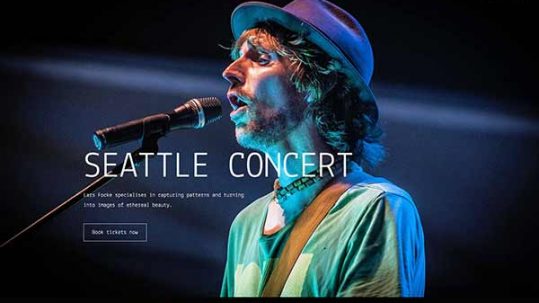 SEATTLE CONCERT
Lars Focke specialises in capturing patterns and turning
into images of ethereal beauty.
Book tickets now